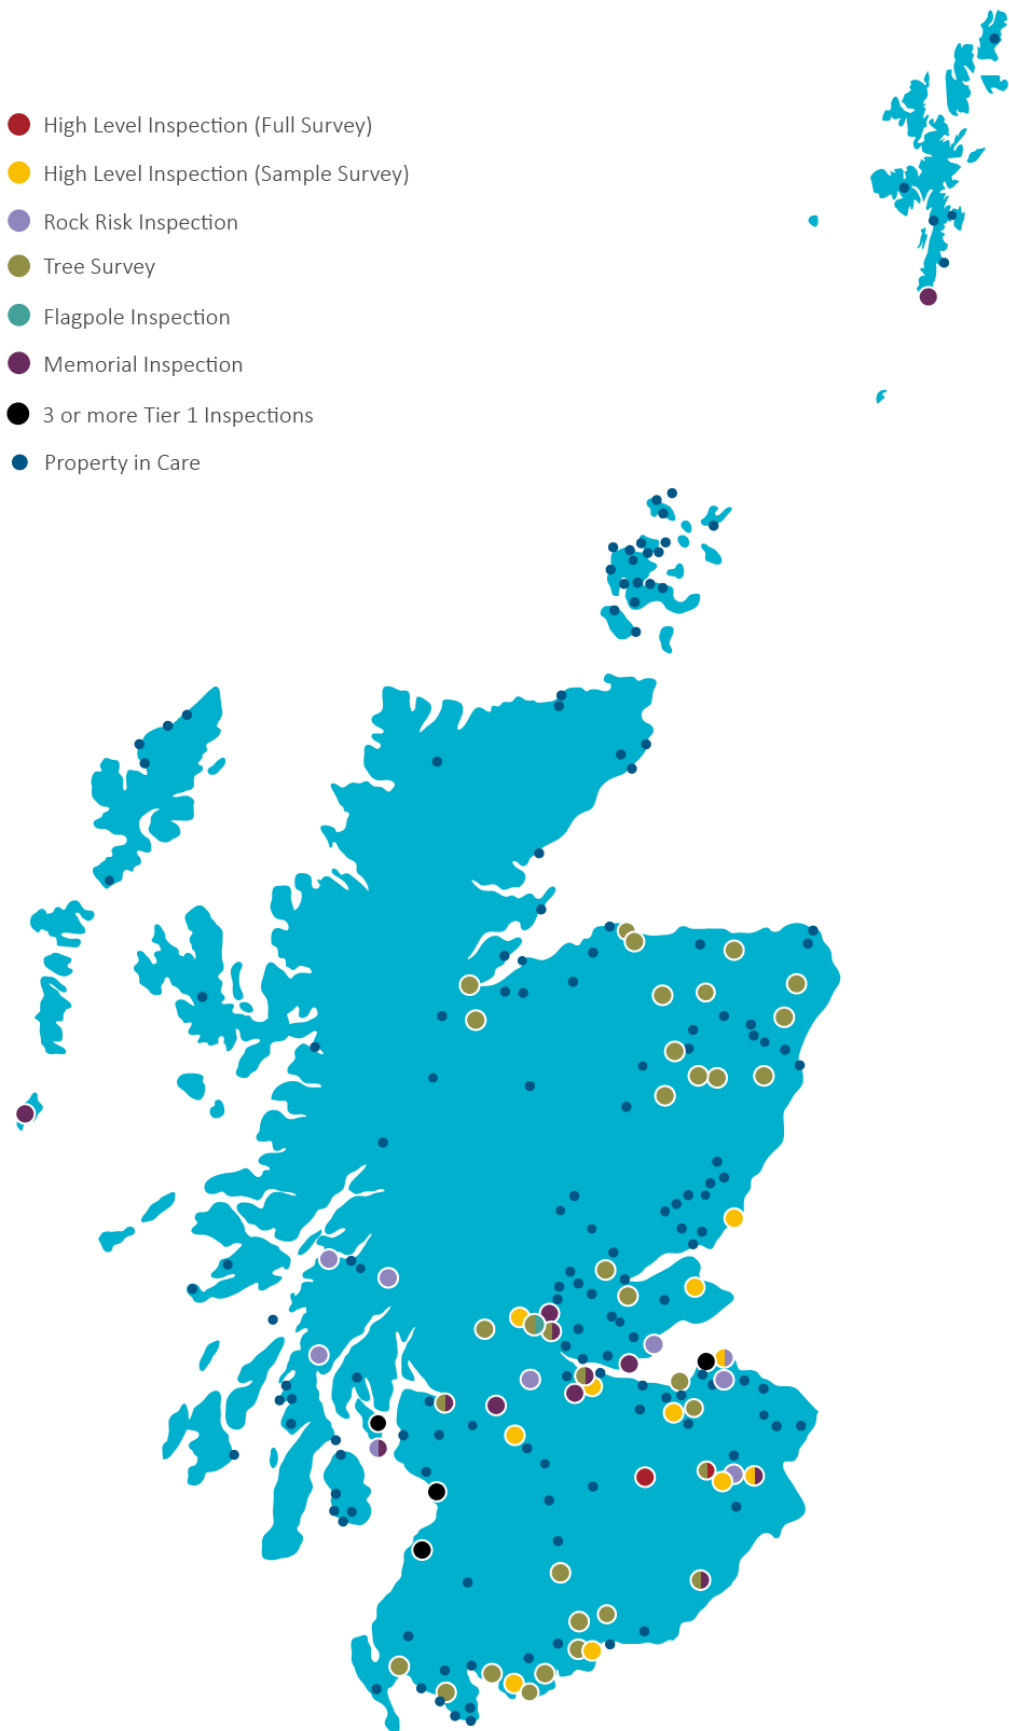 High Level Inspection (Full Survey)
High Level Inspection (Sample Survey)
Rock Risk Inspection
Tree Survey
Flagpole Inspection
Memorial Inspection
3 or more Tier 1 Inspections
Property in Care